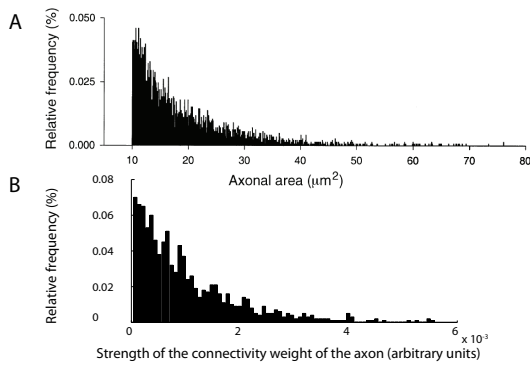 A
Relative frequency (%)
0.050
0.025
0.000
10 20 30 40 50 60 70 80
Axonal area (μm²)
B
Relative frequency (%)
0.08
0.06
0.04
0.02
0
0 2 4 6
x 10⁻³
Strength of the connectivity weight of the axon (arbitrary units)